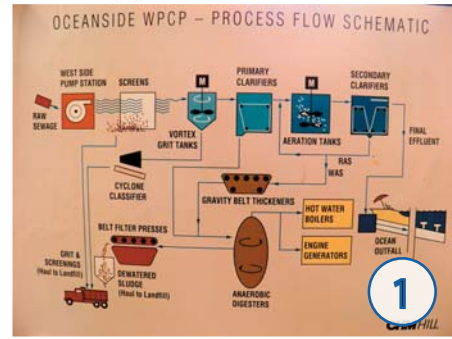 OCEANSIDE WPCP – PROCESS FLOW SCHEMATIC
WEST SIDE
PUMP STATION
SCREENS
M
PRIMARY
CLARIFIERS
M
SECONDARY
CLARIFIERS
RAW
SEWAGE
VORTEX
GRIT TANKS
AERATION TANKS
FINAL
EFFLUENT
RAS
WAS
CYCLONE
CLASSIFIER
GRAVITY BELT THICKENERS
HOT WATER
BOILERS
BELT FILTER PRESSES
ENGINE
GENERATORS
OCEAN
OUTFALL
GRIT &
SCREENINGS
(Haul to Landfill)
DEWATERED
SLUDGE
(Haul to Landfill)
ANAEROBIC
DIGESTERS
1
HILL